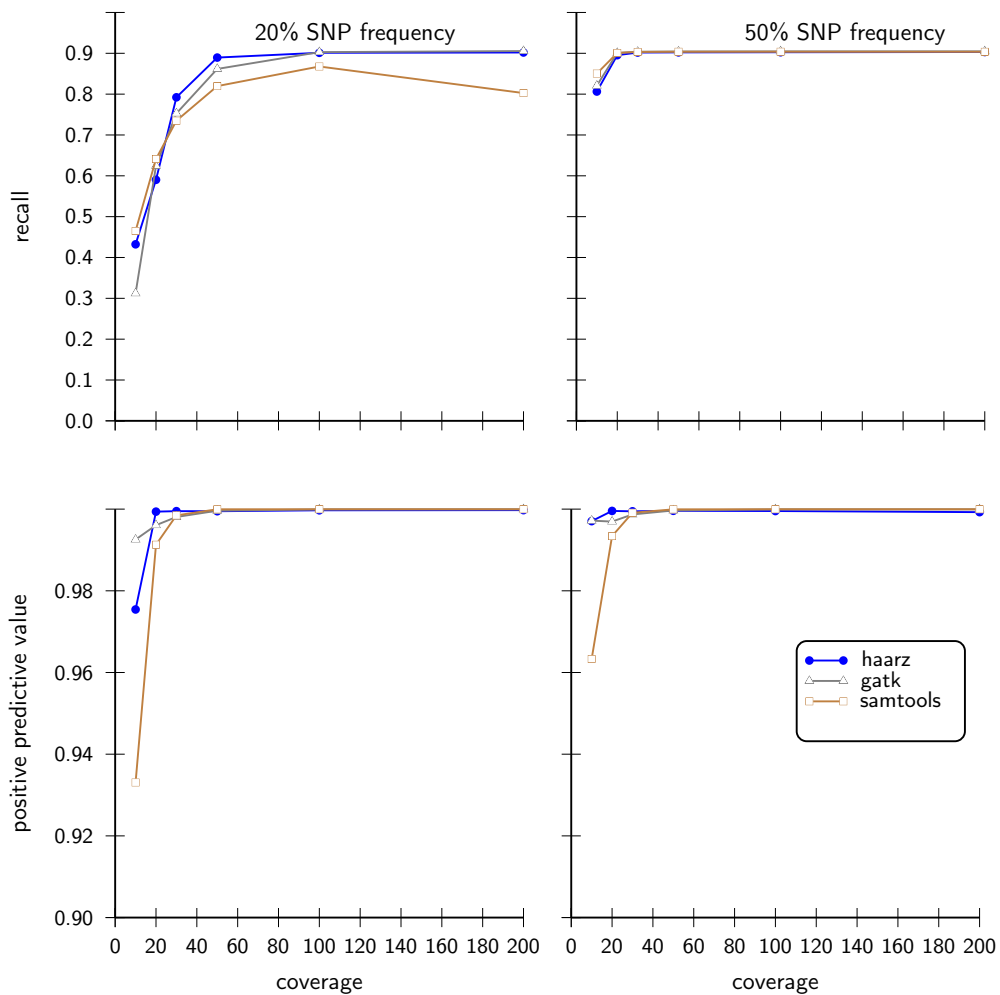 20% SNP frequency
50% SNP frequency
0.9
0.8
0.7
0.6
0.5
0.4
0.3
0.2
0.1
0.0
recall
0.98
0.96
0.94
0.92
0.90
positive predictive value
haarz
gatk
samtools
0 20 40 60 80 100 120 140 160 180 200
0 20 40 60 80 100 120 140 160 180 200
coverage
coverage